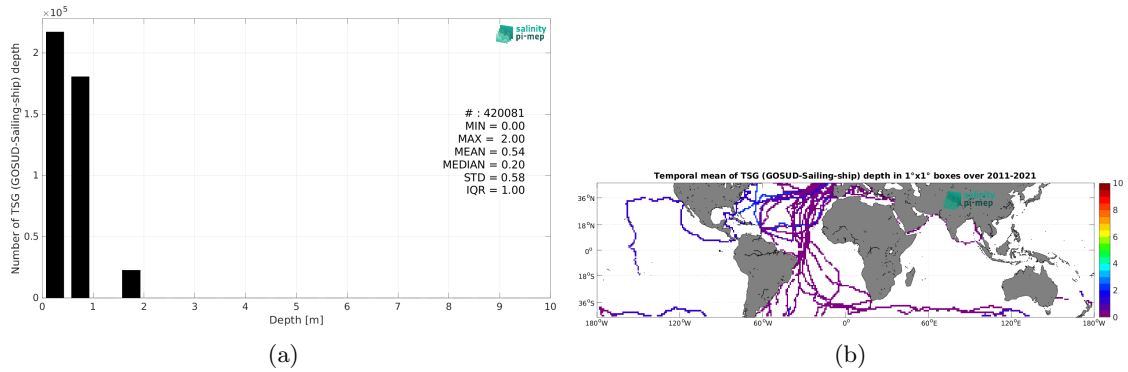 ×10⁵
2
1.5
1
0.5
0
Number of TSG (GOSUD-Sailing-ship) depth
salinity
pi-mep
# : 420081
MIN = 0.00
MAX = 2.00
MEAN = 0.54
MEDIAN = 0.20
STD = 0.58
IQR = 1.00
0 1 2 3 4 5 6 7 8 9 10
Depth [m]
(a)
Temporal mean of TSG (GOSUD-Sailing-ship) depth in 1°x1° boxes over 2011-2021
salinity
pi-mep
36°N
18°N
0°
18°S
36°S
180°W 120°W 60°W 0° 60°E 120°E 180°W
10
8
6
4
2
0
(b)